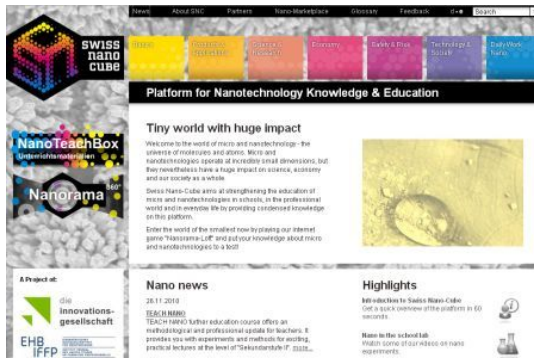 News About SNC Partners Nano-Marketplace Glossary Feedback d • e Search
SWISS
NANO
CUBE
Basics
Products &
Applications
Science &
Research
Economy
Safety & Risk
Technology &
Society
Daily Work
Nano
Platform for Nanotechnology Knowledge & Education
NanoTeachBox
Unterrichtsmaterialien
Nanorama 360°
Tiny world with huge impact
Welcome to the world of micro and nanotechnology - the
universe of molecules and atoms. Micro and
nanotechnologies operate at incredibly small dimensions, but
they nevertheless have a huge impact on science, economy
and our society as a whole.
Swiss Nano-Cube aims at strengthening the education of
micro and nanotechnologies in schools, in the professional
world and in everyday life by providing condensed knowledge
on this platform.
Enter the world of the smallest now by playing our internet
game "Nanorama-Loft" and put your knowledge about micro
and nanotechnologies to a test!
A Project of:
die
innovations-
gesellschaft
EHB
IFFP
Nano news
28.11.2010
TEACH NANO
TEACH NANO further education course offers an
methodological and professional update for teachers. It
provides you with experiments and methods for exciting,
practical lectures at the level of "Sekundarstufe II". more...
Highlights
Introduction to Swiss Nano-Cube
Get a quick overview of the platform in 60
seconds.
Nano in the school lab
Watch some of our videos on nano
experiments.